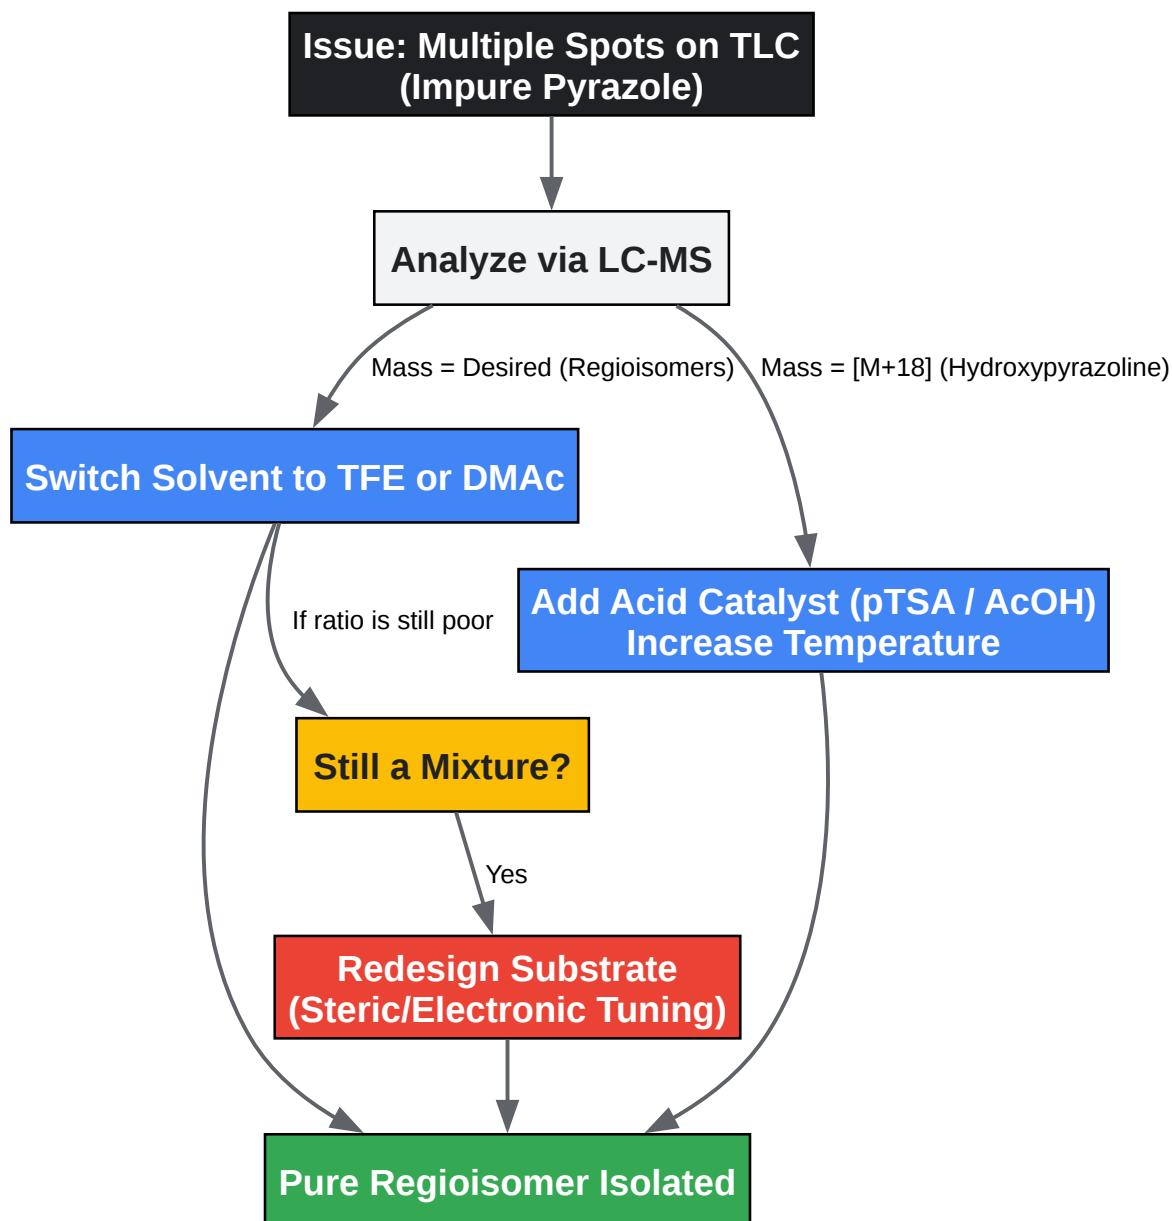 Issue: Multiple Spots on TLC
(Impure Pyrazole)
Analyze via LC-MS
Mass = Desired (Regioisomers)
Mass = [M+18] (Hydroxypyrazoline)
Switch Solvent to TFE or DMAc
Add Acid Catalyst (pTSA / AcOH)
Increase Temperature
If ratio is still poor
Still a Mixture?
Yes
Redesign Substrate
(Steric/Electronic Tuning)
Pure Regioisomer Isolated